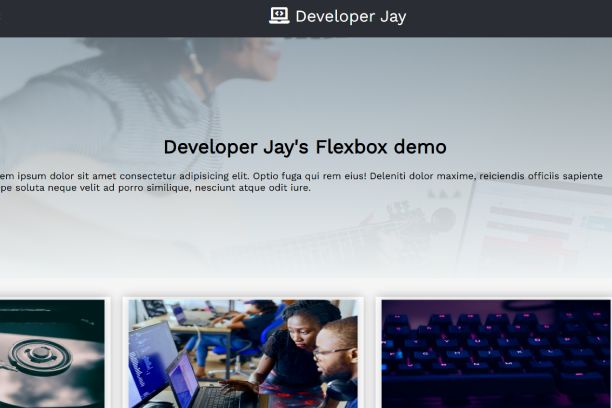 Developer Jay
Developer Jay's Flexbox demo
em ipsum dolor sit amet consectetur adipisicing elit. Optio fuga qui rem eius! Deleniti dolor maxime, reiciendis officiis sapiente
pe soluta neque velit ad porro similique, nesciunt atque odit iure.